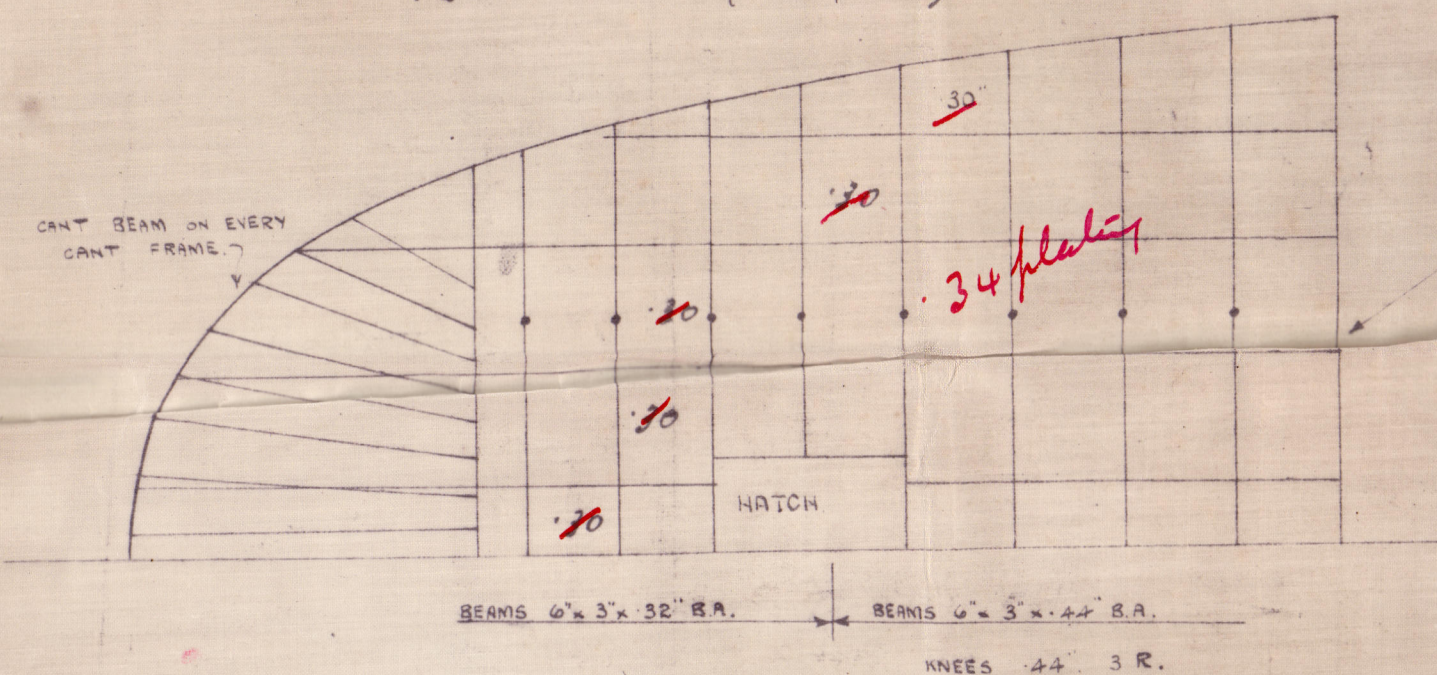 .30"
.30
CANT BEAM ON EVERY
CANT FRAME.
.34 plating
.30
.30
HATCH
.30
BEAMS 6" x 3" x .32" B.A.
BEAMS 6" x 3" x .44" B.A.
KNEES .44" 3 R.